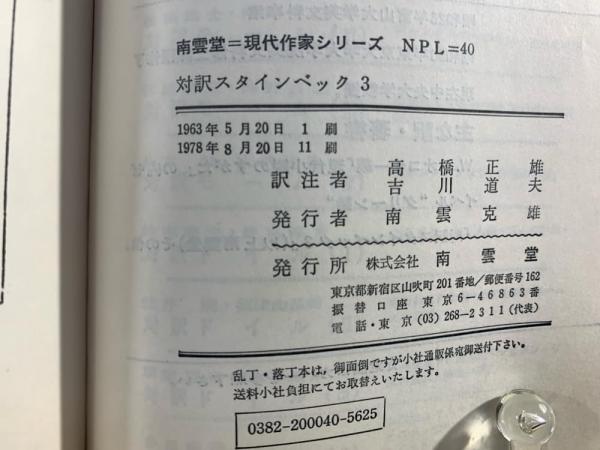 南雲堂＝現代作家シリーズ NPL=40
対訳スタインベック 3
1963年 5月20日 1 刷
1978年 8月20日 11 刷
訳注者 高橋正雄
吉川道夫
発行者 南雲克雄
発行所 株式会社 南雲堂
東京都新宿区山吹町201番地/郵便番号162
振替口座 東京6-46863番
電話・東京 (03) 268-2311 (代表)
乱丁・落丁本は，御面倒ですが小社通販係宛御送付下さい。
送料小社負担にてお取替えいたします。
0382-200040-5625